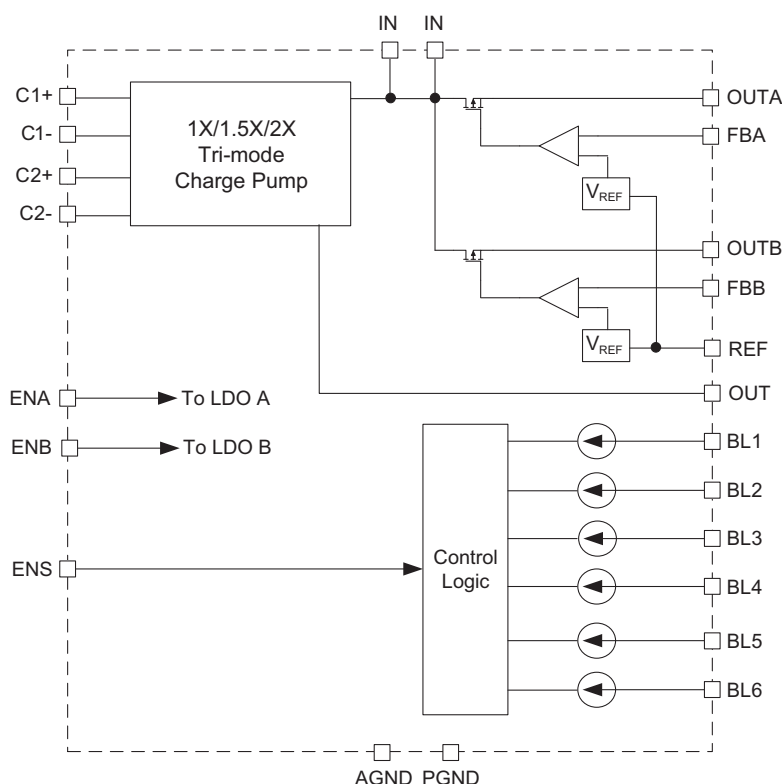 IN IN
C1+
C1-
C2+
C2-
1X/1.5X/2X
Tri-mode
Charge Pump
OUTA
FBA
VREF
OUTB
FBB
VREF
REF
OUT
ENA To LDO A
ENB To LDO B
ENS
Control
Logic
BL1
BL2
BL3
BL4
BL5
BL6
AGND PGND